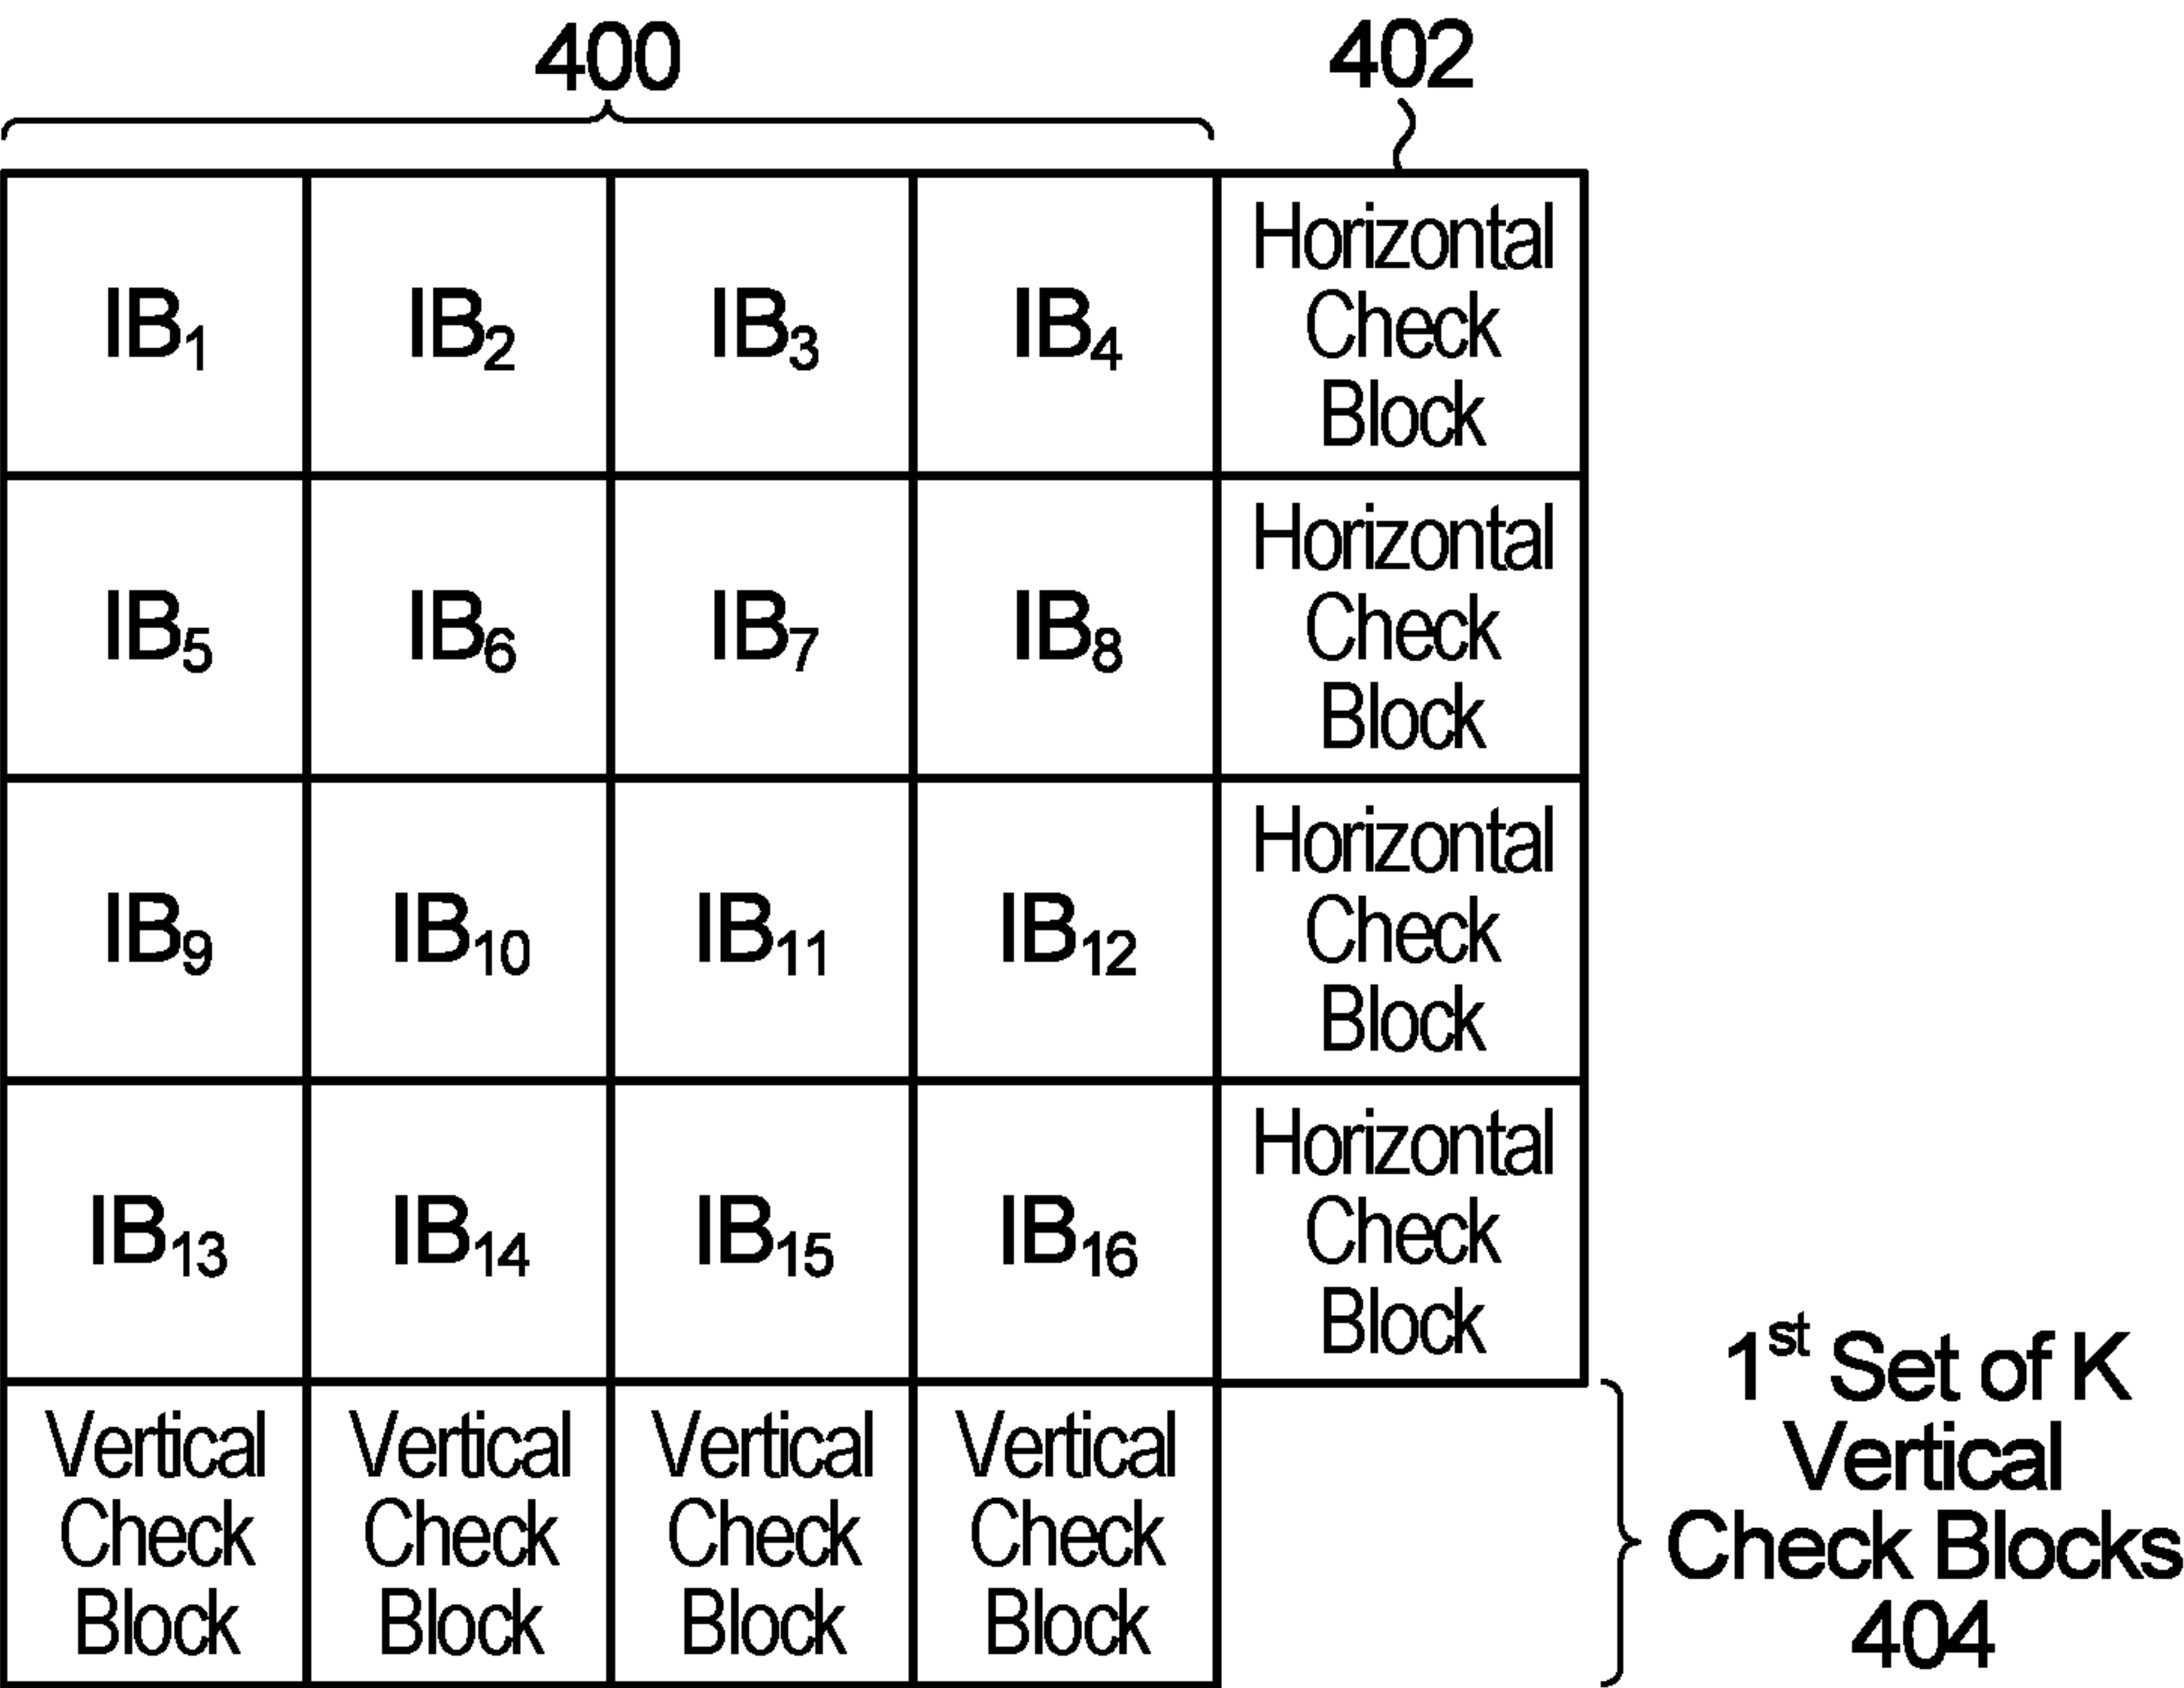 400 402
IB1 IB2 IB3 IB4 Horizontal Check Block
IB5 IB6 IB7 IB8 Horizontal Check Block
IB9 IB10 IB11 IB12 Horizontal Check Block
IB13 IB14 IB15 IB16 Horizontal Check Block
Vertical Check Block Vertical Check Block Vertical Check Block Vertical Check Block
1st Set of K
Vertical
Check Blocks
404